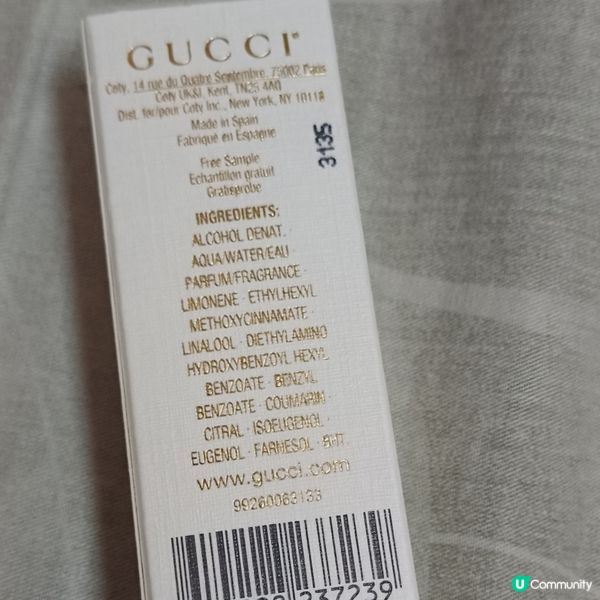 GUCCI
Coty, 14 rue du Quatre Septembre, 75002 Paris
Coty UK&I, Kent, TN25 4AQ
Dist. for/pour Coty Inc., New York, NY 10118
Made in Spain
Fabriqué en Espagne
3135
Free Sample
Echantillon gratuit
Gratisprobe
INGREDIENTS:
ALCOHOL DENAT. ·
AQUA/WATER/EAU ·
PARFUM/FRAGRANCE ·
LIMONENE · ETHYLHEXYL
METHOXYCINNAMATE ·
LINALOOL · DIETHYLAMINO
HYDROXYBENZOYL HEXYL
BENZOATE · BENZYL
BENZOATE · COUMARIN ·
CITRAL · ISOEUGENOL ·
EUGENOL · FARNESOL · BHT.
www.gucci.com
99260063133
237239
U Community